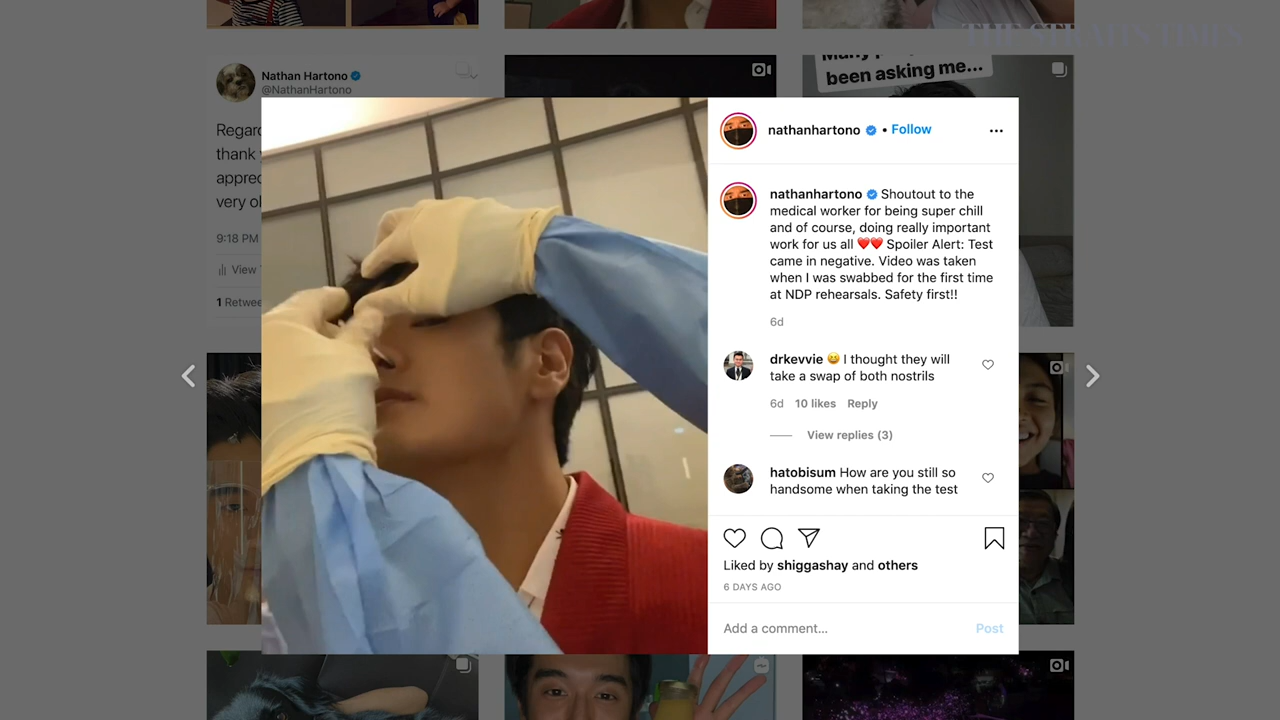 THE STRAITS TIMES
Many
been asking me...
Nathan Hartono
@NathanHartono
Regar
thank
apprec
very o
9:18 PM
View
1 Retwe
nathanhartono • Follow
nathanhartono Shoutout to the
medical worker for being super chill
and of course, doing really important
work for us all ❤️❤️ Spoiler Alert: Test
came in negative. Video was taken
when I was swabbed for the first time
at NDP rehearsals. Safety first!!
6d
drkevvie 😆 I thought they will
take a swap of both nostrils
6d 10 likes Reply
View replies (3)
hatobisum How are you still so
handsome when taking the test
Liked by shiggashay and others
6 DAYS AGO
Add a comment... Post